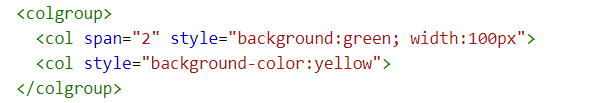 <colgroup>
  <col span="2" style="background:green; width:100px">
  <col style="background-color:yellow">
</colgroup>